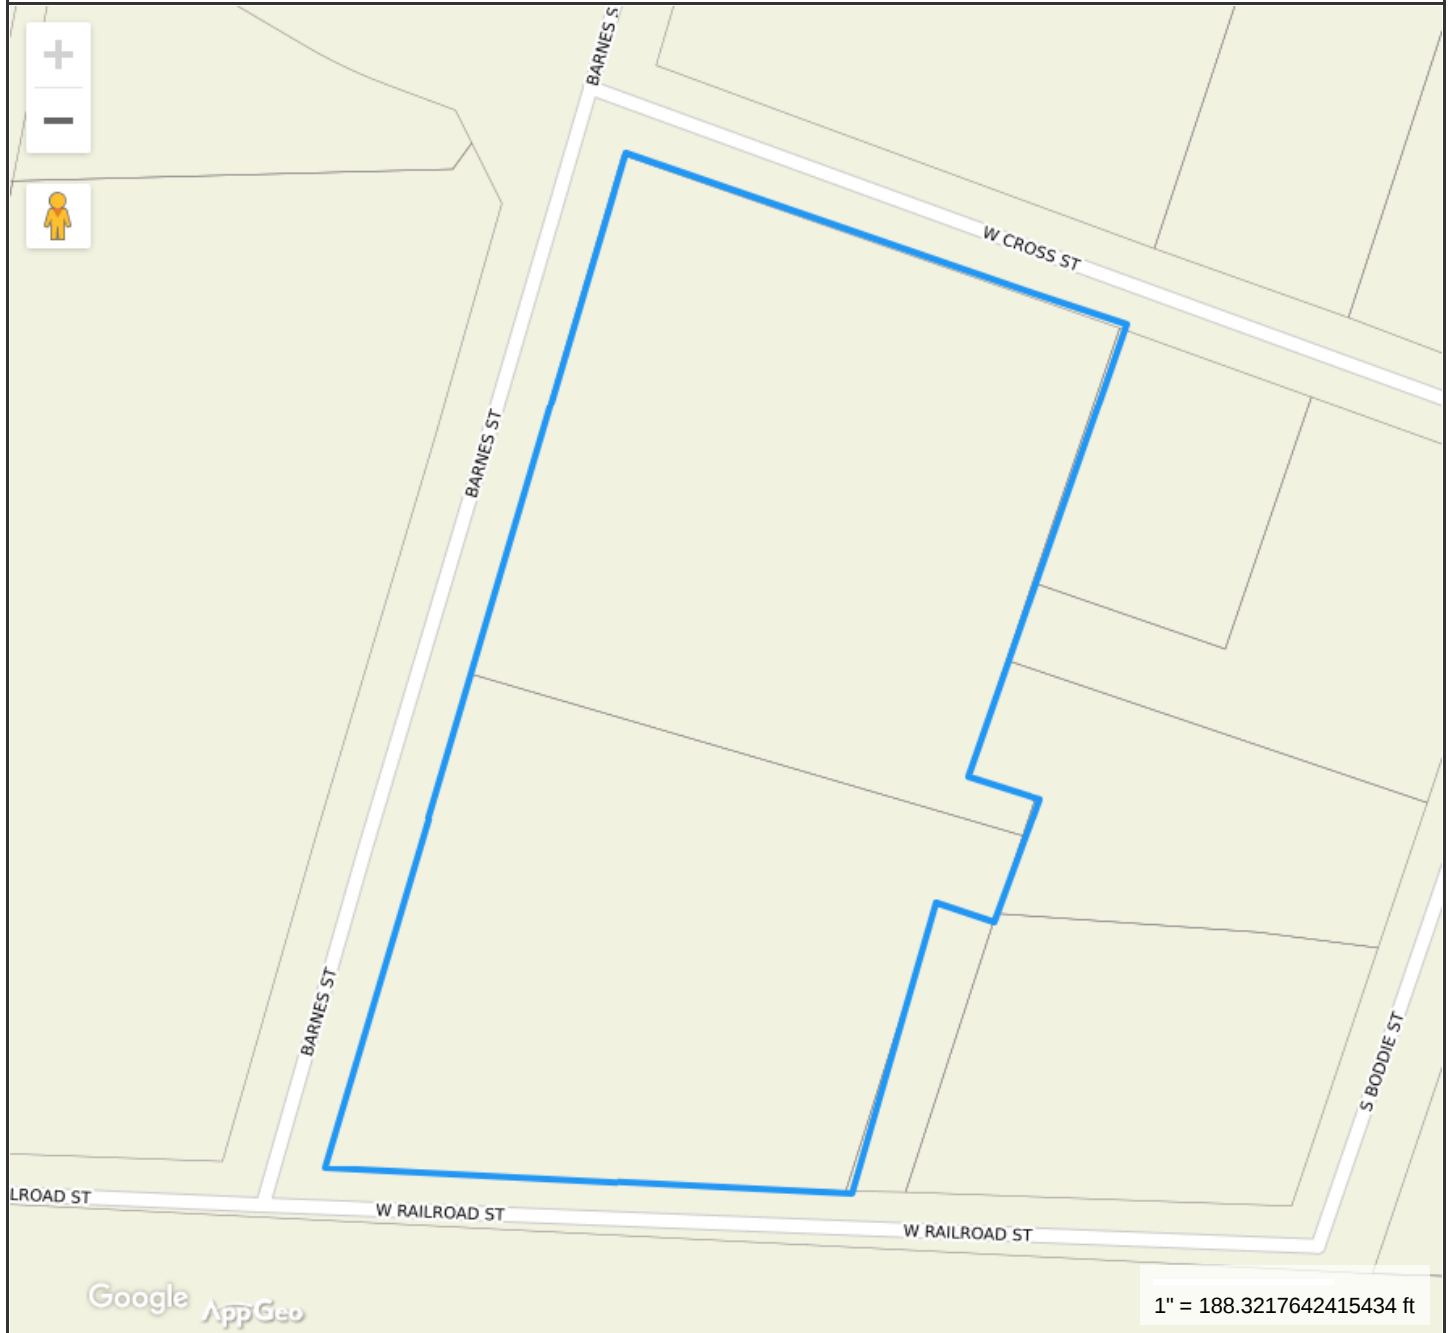 +
−
BARNES S
W CROSS ST
BARNES ST
BARNES ST
S BODDIE ST
LROAD ST
W RAILROAD ST
W RAILROAD ST
Google
AppGeo
1" = 188.3217642415434 ft